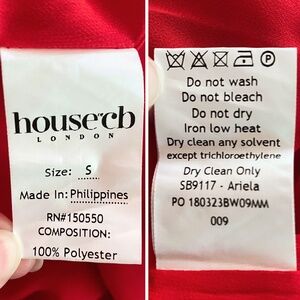 house cb
LONDON
Size: S
Made In: Philippines
RN#150550
COMPOSITION:
100% Polyester
P
Do not wash
Do not bleach
Do not dry
Iron low heat
Dry clean any solvent
except trichloroethylene
Dry Clean Only
SB9117 - Ariela
PO 180323BW09MM
009